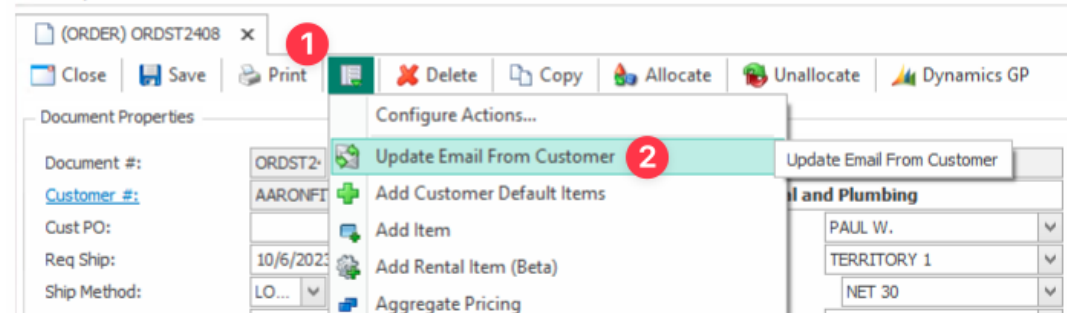 (ORDER) ORDST2408
1
Close Save Print Delete Copy Allocate Unallocate Dynamics GP
Document Properties
Configure Actions...
Document #: ORDST2 Update Email From Customer 2 Update Email From Customer
Customer #: AARONFIT Add Customer Default Items and Plumbing
Cust PO: Add Item PAUL W.
Req Ship: 10/6/2023 Add Rental Item (Beta) TERRITORY 1
Ship Method: LO... Aggregate Pricing NET 30